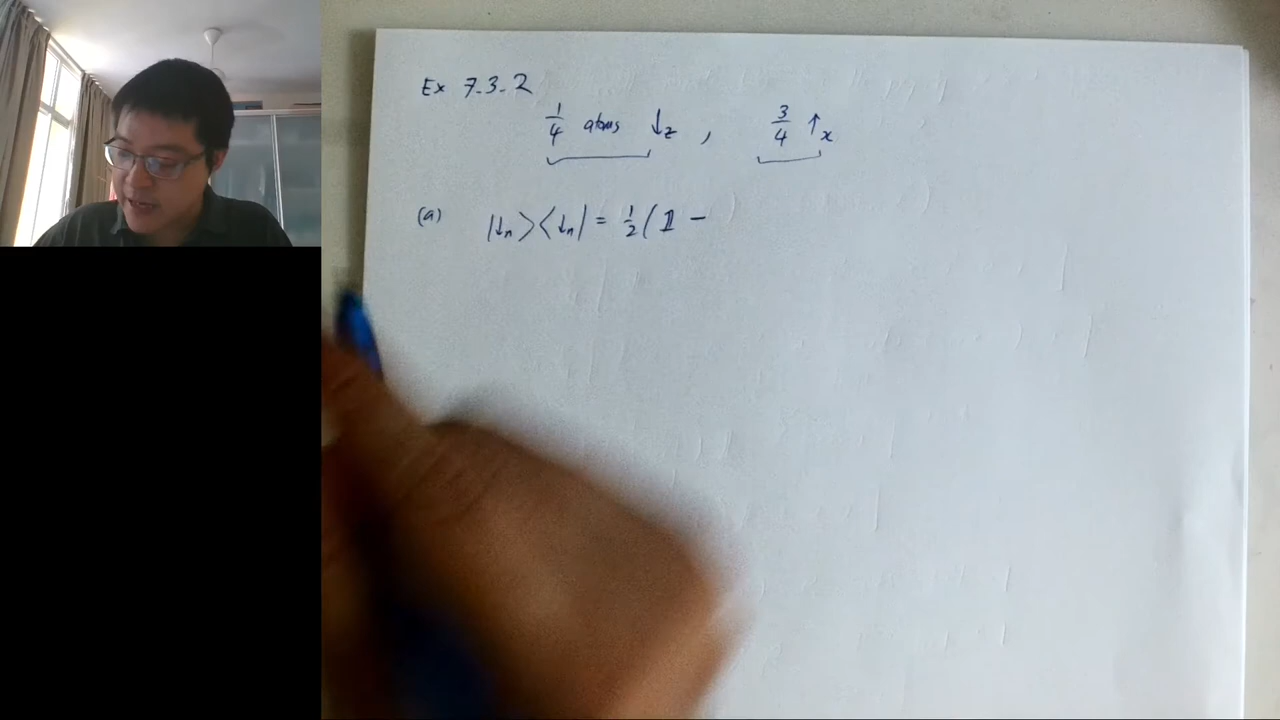 Ex 7.3.2
1/4 atoms ↓z , 3/4 ↑x
(a) |↓n⟩⟨↓n| = 1/2 ( 𝟙 −